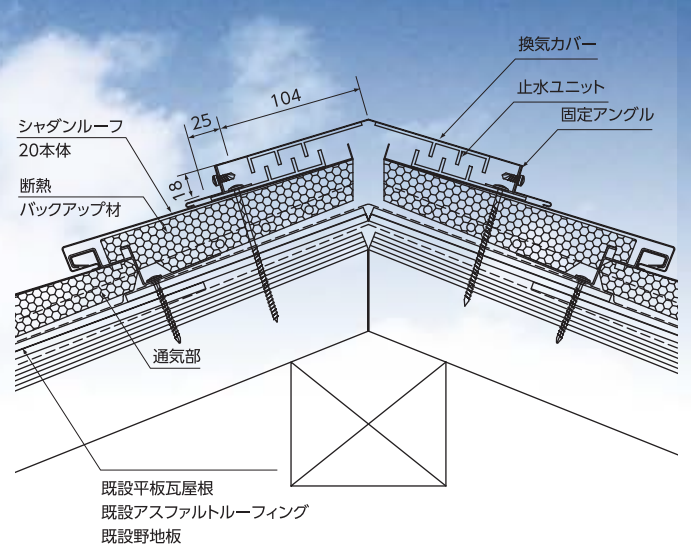 換気カバー
止水ユニット
固定アングル
104
25
18
シャダンルーフ
20本体
断熱
バックアップ材
通気部
既設平板瓦屋根
既設アスファルトルーフィング
既設野地板